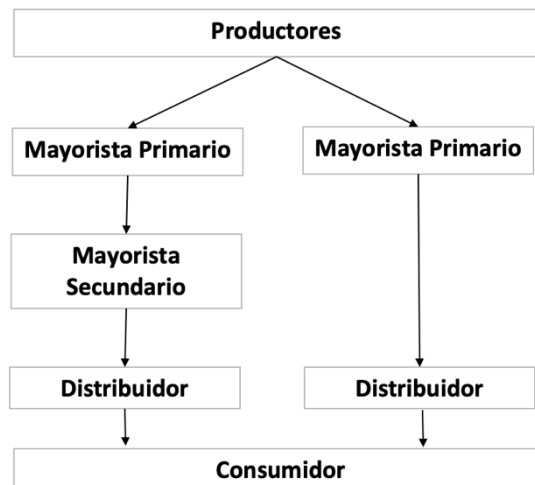 Productores
Mayorista Primario
Mayorista Primario
Mayorista
Secundario
Distribuidor
Distribuidor
Consumidor